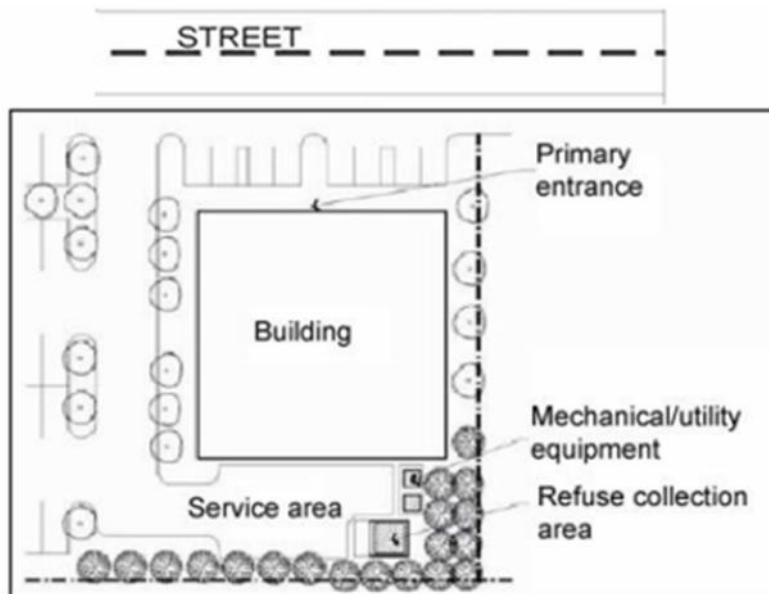 STREET
Primary
entrance
Building
Mechanical/utility
equipment
Service area
Refuse collection
area